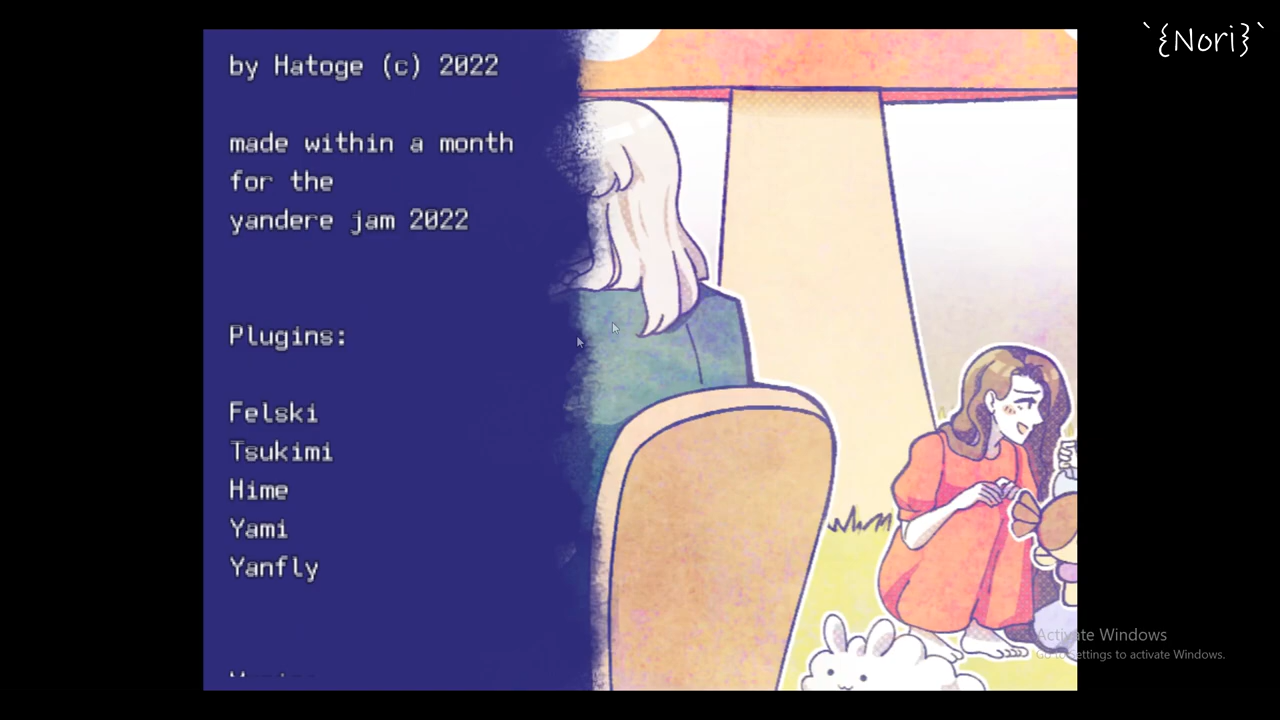 by Hatoge (c) 2022
made within a month
for the
yandere jam 2022
Plugins:
Felski
Tsukimi
Hime
Yami
Yanfly
`{Nori}`
Activate Windows
Go to Settings to activate Windows.